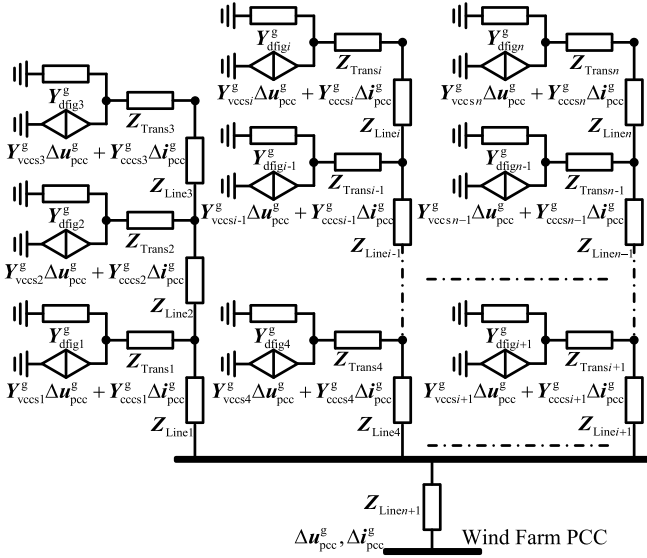 Y^g_dfig3
Z_Trans3
Y^g_vccs3 Δu^g_pcc + Y^g_cccs3 Δi^g_pcc
Z_Line3
Y^g_dfig2
Z_Trans2
Y^g_vccs2 Δu^g_pcc + Y^g_cccs2 Δi^g_pcc
Z_Line2
Y^g_dfig1
Z_Trans1
Y^g_vccs1 Δu^g_pcc + Y^g_cccs1 Δi^g_pcc
Z_Line1
Y^g_dfigi
Z_Transi
Y^g_vccsi Δu^g_pcc + Y^g_cccsi Δi^g_pcc
Z_Linei
Y^g_dfigi-1
Z_Transi-1
Y^g_vccsi-1 Δu^g_pcc + Y^g_cccsi-1 Δi^g_pcc
Z_Linei-1
Y^g_dfig4
Z_Trans4
Y^g_vccs4 Δu^g_pcc + Y^g_cccs4 Δi^g_pcc
Z_Line4
Y^g_dfign
Z_Transn
Y^g_vccsn Δu^g_pcc + Y^g_cccsn Δi^g_pcc
Z_Linen
Y^g_dfign-1
Z_Transn-1
Y^g_vccsn-1 Δu^g_pcc + Y^g_cccsn-1 Δi^g_pcc
Z_Linen-1
Y^g_dfigi+1
Z_Transi+1
Y^g_vccsi+1 Δu^g_pcc + Y^g_cccsi+1 Δi^g_pcc
Z_Linei+1
Z_Linen+1
Δu^g_pcc, Δi^g_pcc
Wind Farm PCC